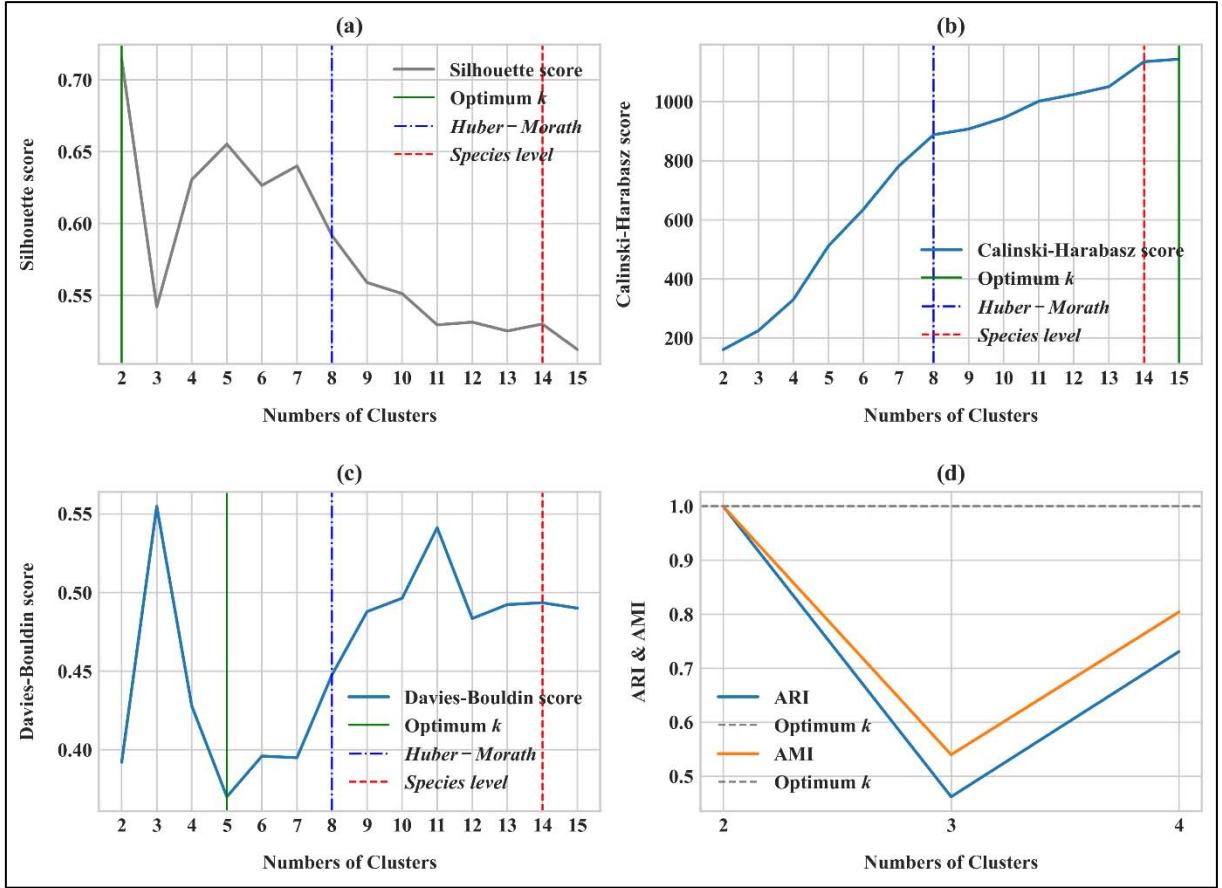 (a)
Silhouette score
0.70
0.65
0.60
0.55
Silhouette score
Optimum k
Huber−Morath
Species level
2 3 4 5 6 7 8 9 10 11 12 13 14 15
Numbers of Clusters
(b)
Calinski-Harabasz score
1000
800
600
400
200
Calinski-Harabasz score
Optimum k
Huber−Morath
Species level
2 3 4 5 6 7 8 9 10 11 12 13 14 15
Numbers of Clusters
(c)
Davies-Bouldin score
0.55
0.50
0.45
0.40
Davies-Bouldin score
Optimum k
Huber−Morath
Species level
2 3 4 5 6 7 8 9 10 11 12 13 14 15
Numbers of Clusters
(d)
ARI & AMI
1.0
0.9
0.8
0.7
0.6
0.5
ARI
Optimum k
AMI
Optimum k
2 3 4
Numbers of Clusters